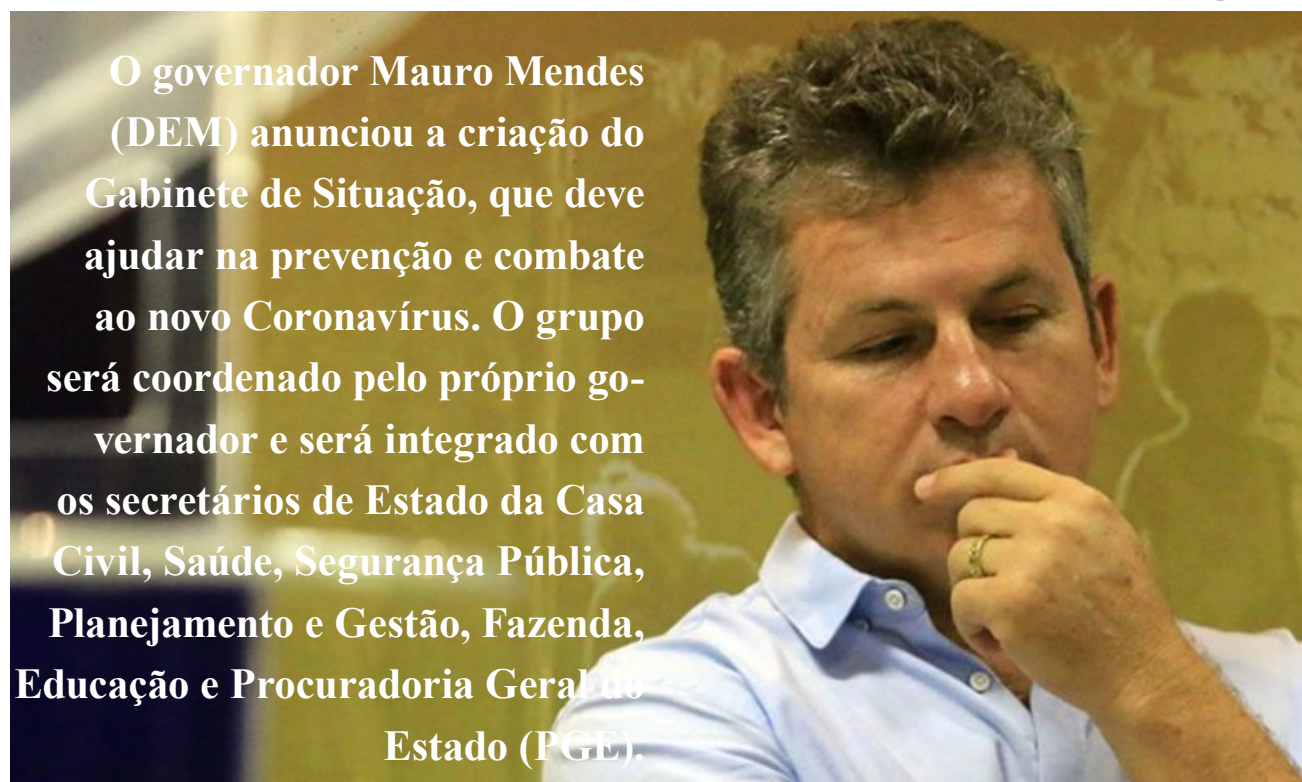 O governador Mauro Mendes
(DEM) anunciou a criação do
Gabinete de Situação, que deve
ajudar na prevenção e combate
ao novo Coronavírus. O grupo
será coordenado pelo próprio go-
vernador e será integrado com
os secretários de Estado da Casa
Civil, Saúde, Segurança Pública,
Planejamento e Gestão, Fazenda,
Educação e Procuradoria Geral do
Estado (PGE).